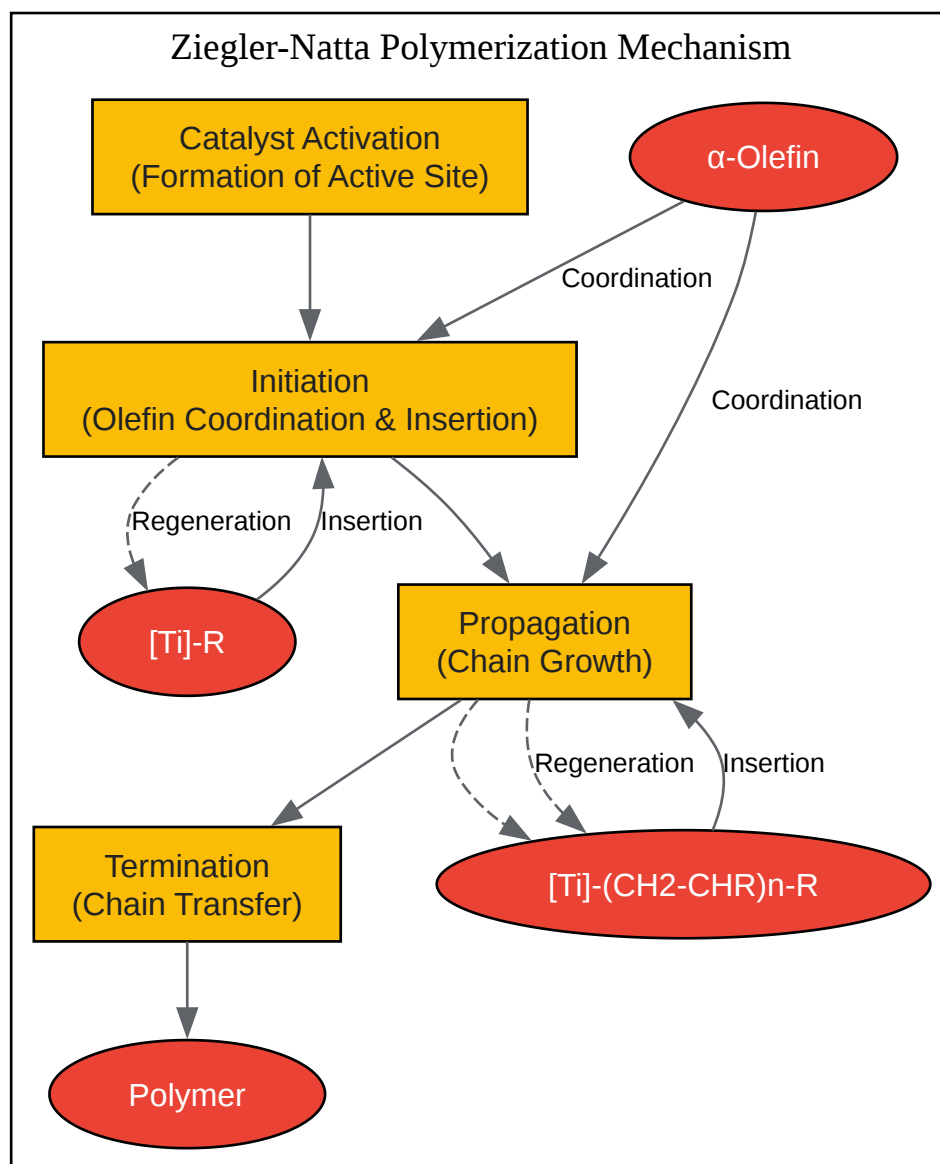 Ziegler-Natta Polymerization Mechanism
Catalyst Activation
(Formation of Active Site)
α-Olefin
Coordination
Initiation
(Olefin Coordination & Insertion)
Coordination
Regeneration
Insertion
[Ti]-R
Propagation
(Chain Growth)
Regeneration
Insertion
Termination
(Chain Transfer)
[Ti]-(CH2-CHR)n-R
Polymer